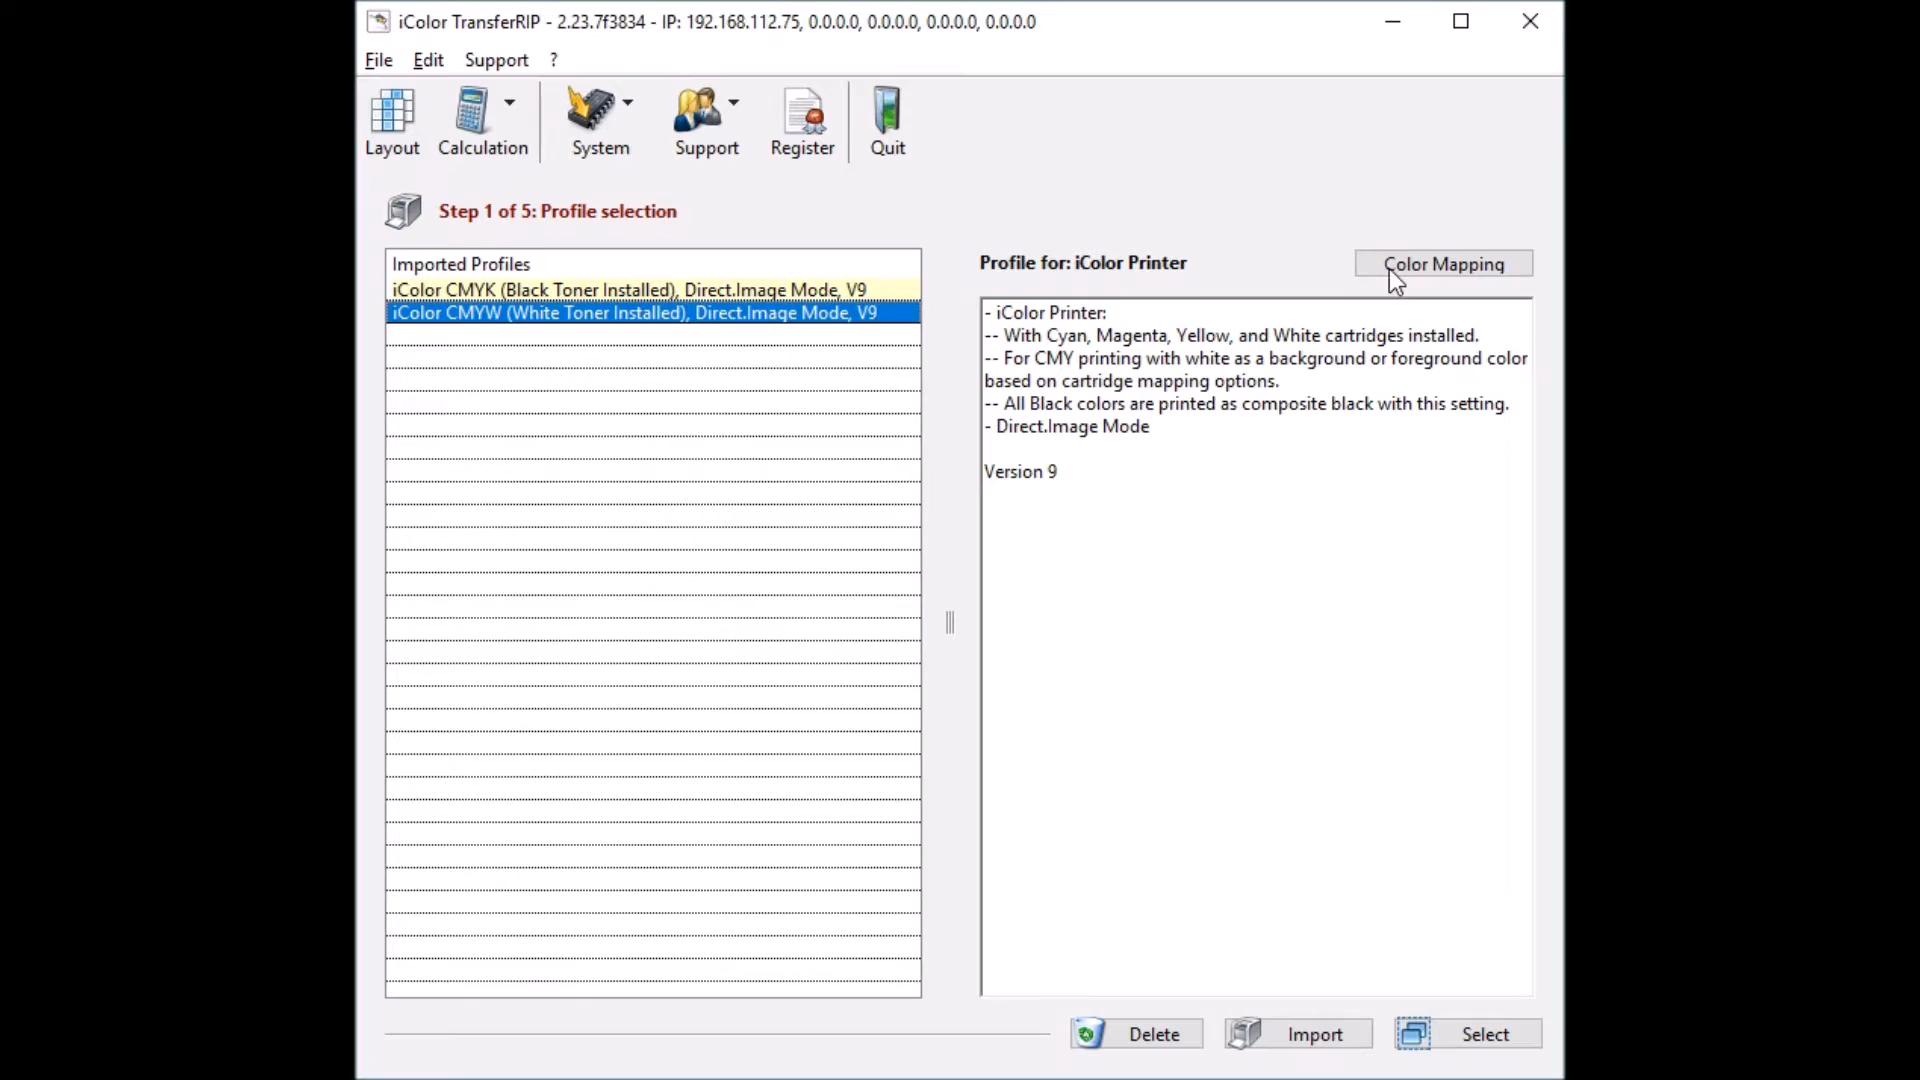 iColor TransferRIP - 2.23.7f3834 - IP: 192.168.112.75, 0.0.0.0, 0.0.0.0, 0.0.0.0
File Edit Support ?
Layout Calculation System Support Register Quit
Step 1 of 5: Profile selection
Imported Profiles
iColor CMYK (Black Toner Installed), Direct.Image Mode, V9
iColor CMYW (White Toner Installed), Direct.Image Mode, V9
Profile for: iColor Printer
Color Mapping
- iColor Printer:
-- With Cyan, Magenta, Yellow, and White cartridges installed.
-- For CMY printing with white as a background or foreground color
based on cartridge mapping options.
-- All Black colors are printed as composite black with this setting.
- Direct.Image Mode
Version 9
Delete Import Select